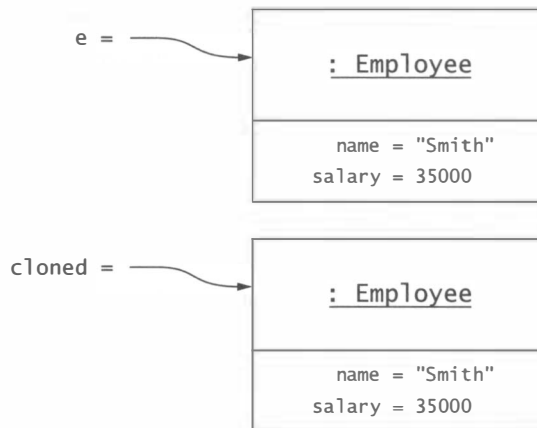 e =
: Employee
name = "Smith"
salary = 35000
cloned =
: Employee
name = "Smith"
salary = 35000